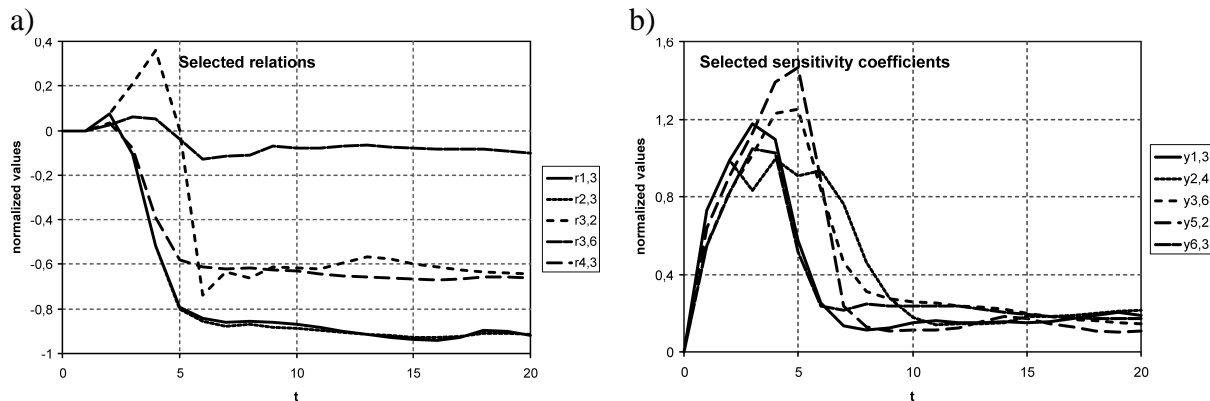 a)
Selected relations
normalized values
0,4
0,2
0
-0,2
-0,4
-0,6
-0,8
-1
0
5
10
15
20
t
r1,3
r2,3
r3,2
r3,6
r4,3
b)
Selected sensitivity coefficients
normalized values
1,6
1,2
0,8
0,4
0
0
5
10
15
20
t
y1,3
y2,4
y3,6
y5,2
y6,3